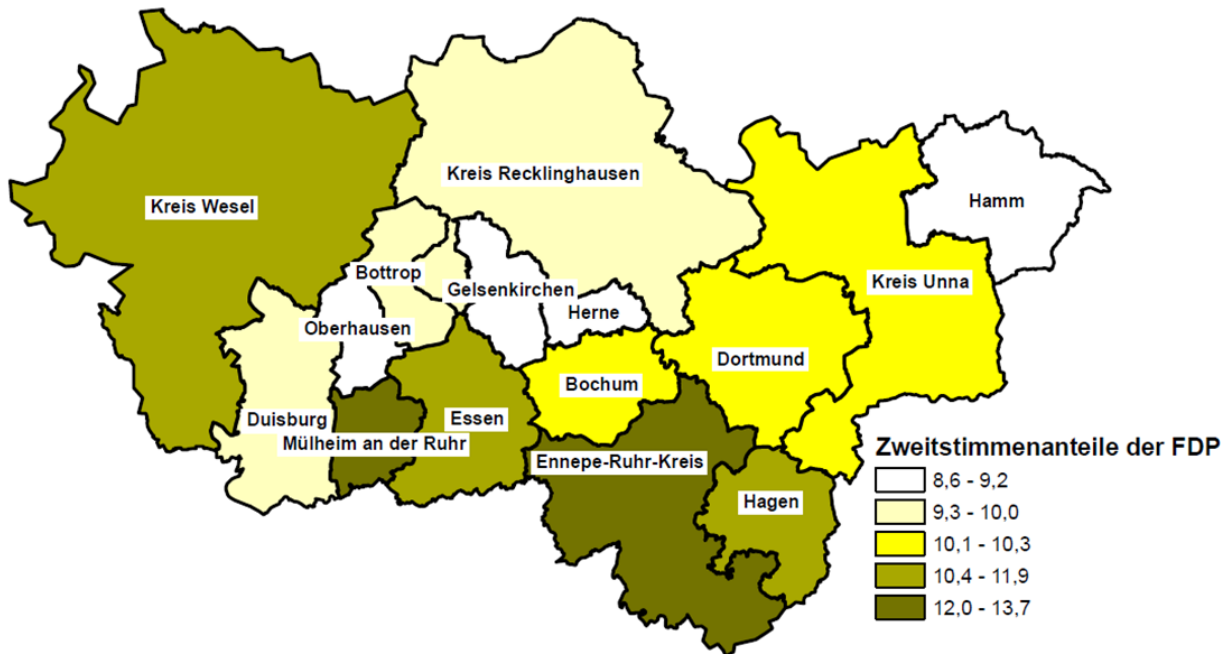 Kreis Recklinghausen
Kreis Wesel
Hamm
Bottrop
Kreis Unna
Gelsenkirchen
Oberhausen
Herne
Dortmund
Bochum
Duisburg
Essen
Mülheim an der Ruhr
Ennepe-Ruhr-Kreis
Hagen
Zweitstimmenanteile der FDP
8,6 - 9,2
9,3 - 10,0
10,1 - 10,3
10,4 - 11,9
12,0 - 13,7